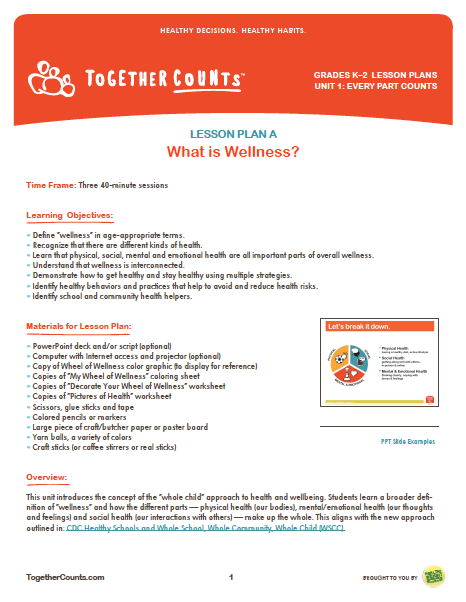 HEALTHY DECISIONS. HEALTHY HABITS.
TOGETHER COUNTS™
GRADES K–2 LESSON PLANS
UNIT 1: EVERY PART COUNTS
LESSON PLAN A
What is Wellness?
Time Frame: Three 40-minute sessions
Learning Objectives:
• Define “wellness” in age-appropriate terms.
• Recognize that there are different kinds of health.
• Learn that physical, social, mental and emotional health are all important parts of overall wellness.
• Understand that wellness is interconnected.
• Demonstrate how to get healthy and stay healthy using multiple strategies.
• Identify healthy behaviors and practices that help to avoid and reduce health risks.
• Identify school and community health helpers.
Materials for Lesson Plan:
• PowerPoint deck and/or script (optional)
• Computer with Internet access and projector (optional)
• Copy of Wheel of Wellness color graphic (to display for reference)
• Copies of “My Wheel of Wellness” coloring sheet
• Copies of “Decorate Your Wheel of Wellness” worksheet
• Copies of “Pictures of Health” worksheet
• Scissors, glue sticks and tape
• Colored pencils or markers
• Large piece of craft/butcher paper or poster board
• Yarn balls, a variety of colors
• Craft sticks (or coffee stirrers or real sticks)
Let's break it down.
• Physical Health
• Social Health
• Mental & Emotional Health
PPT Slide Examples
Overview:
This unit introduces the concept of the “whole child” approach to health and wellbeing. Students learn a broader defi-
nition of “wellness” and how the different parts — physical health (our bodies), mental/emotional health (our thoughts
and feelings) and social health (our interactions with others) — make up the whole. This aligns with the new approach
outlined in: CDC Healthy Schools and Whole School, Whole Community, Whole Child (WSCC).
TogetherCounts.com
1
BROUGHT TO YOU BY